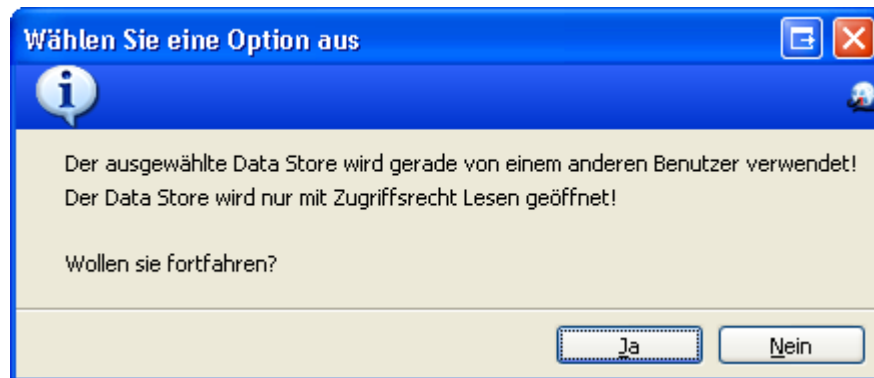 Wählen Sie eine Option aus
Der ausgewählte Data Store wird gerade von einem anderen Benutzer verwendet!
Der Data Store wird nur mit Zugriffsrecht Lesen geöffnet!
Wollen sie fortfahren?
Ja
Nein